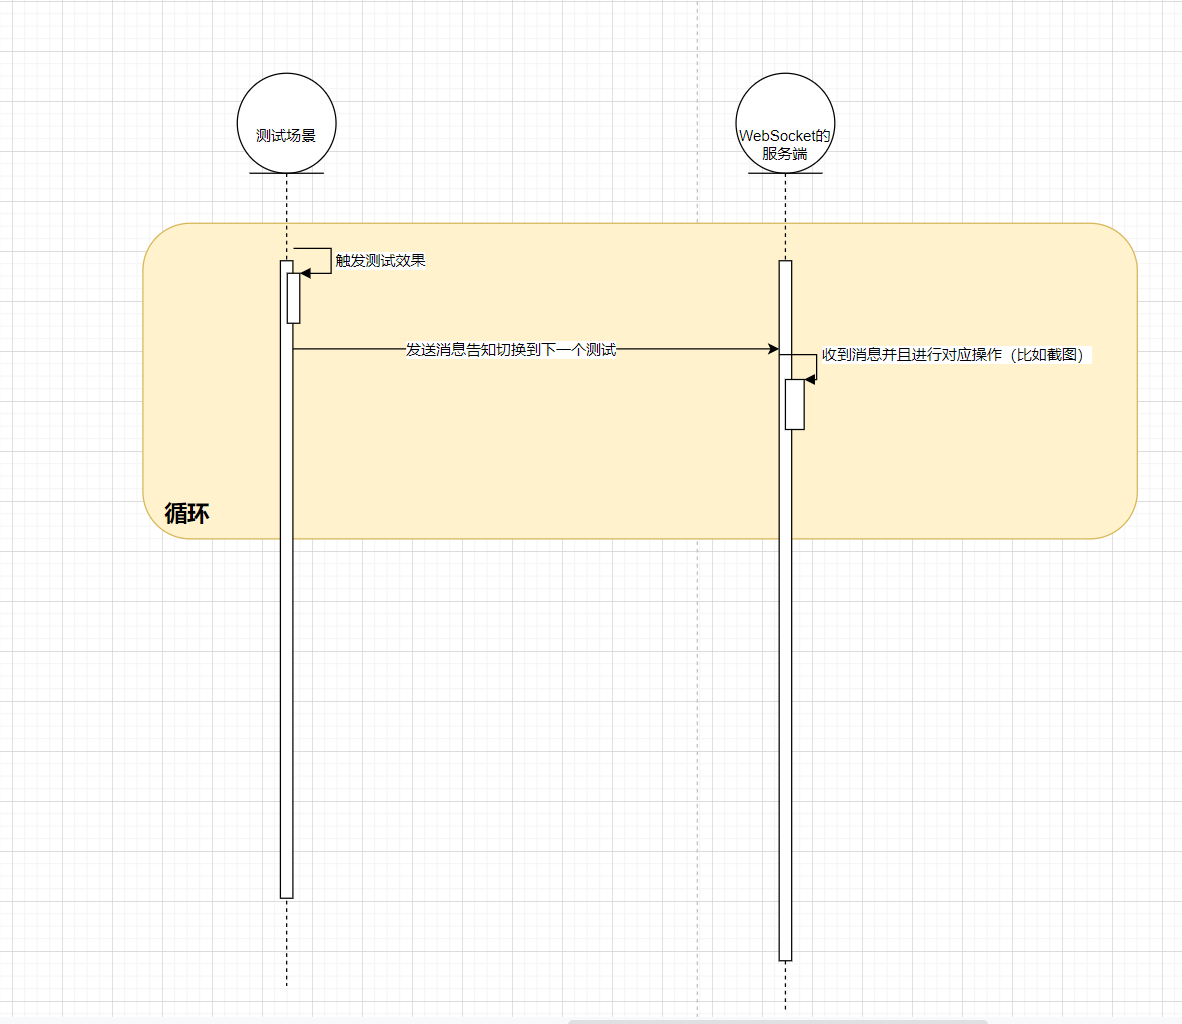 测试场景
WebSocket的
服务端
触发测试效果
发送消息告知切换到下一个测试
收到消息并且进行对应操作（比如截图）
循环